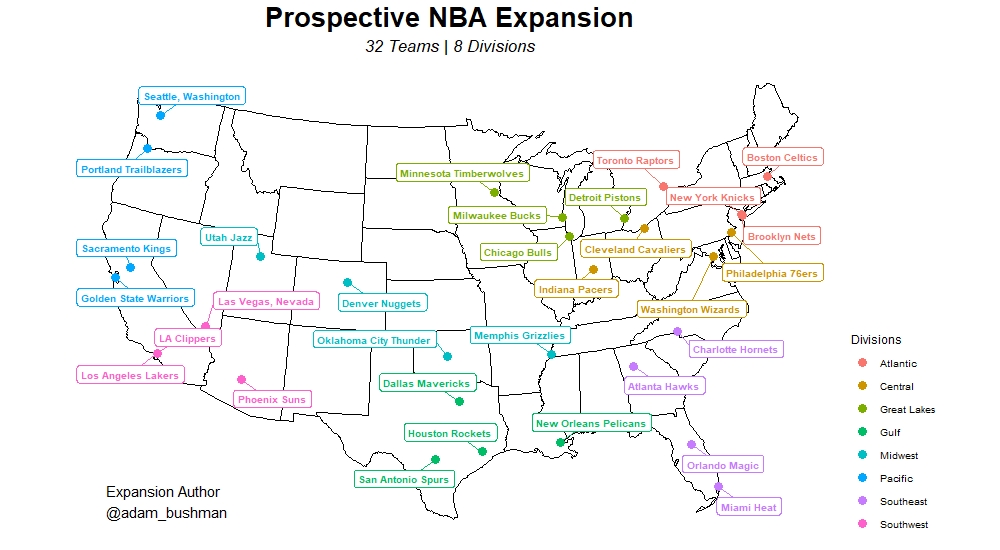 Prospective NBA Expansion
32 Teams | 8 Divisions
Seattle, Washington
Portland Trailblazers
Minnesota Timberwolves
Toronto Raptors
Boston Celtics
Milwaukee Bucks
Detroit Pistons
New York Knicks
Utah Jazz
Sacramento Kings
Chicago Bulls
Cleveland Cavaliers
Brooklyn Nets
Golden State Warriors
Las Vegas, Nevada
Denver Nuggets
Indiana Pacers
Philadelphia 76ers
LA Clippers
Oklahoma City Thunder
Memphis Grizzlies
Washington Wizards
Los Angeles Lakers
Phoenix Suns
Dallas Mavericks
Atlanta Hawks
Charlotte Hornets
Houston Rockets
New Orleans Pelicans
San Antonio Spurs
Orlando Magic
Miami Heat
Divisions
Atlantic
Central
Great Lakes
Gulf
Midwest
Pacific
Southeast
Southwest
Expansion Author
@adam_bushman